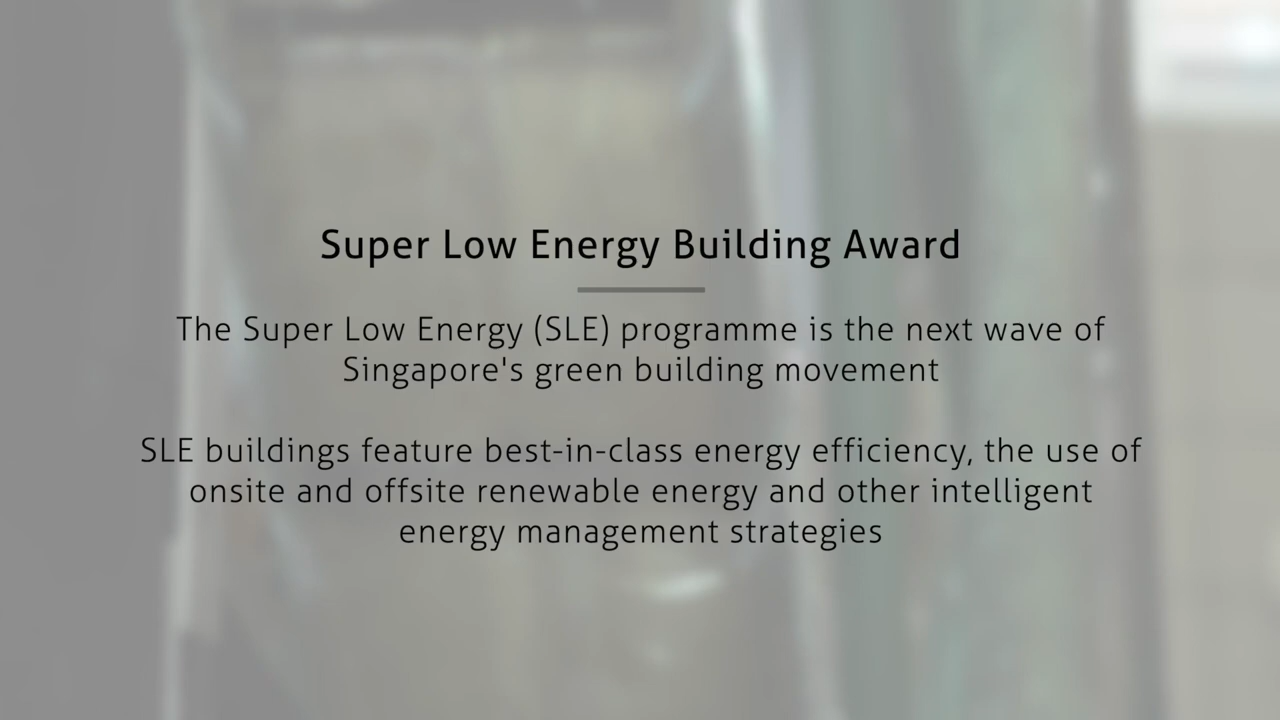 Super Low Energy Building Award
The Super Low Energy (SLE) programme is the next wave of
Singapore's green building movement
SLE buildings feature best-in-class energy efficiency, the use of
onsite and offsite renewable energy and other intelligent
energy management strategies